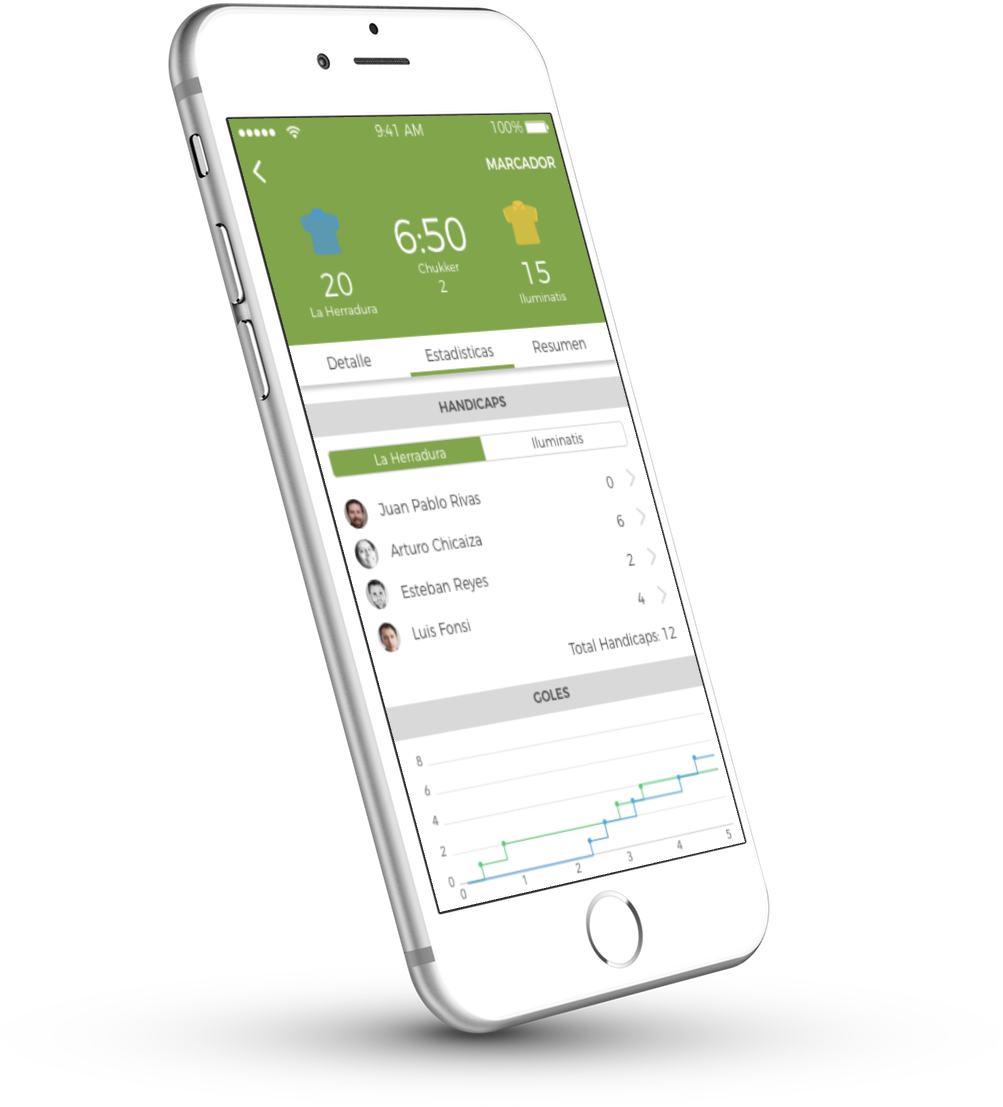 9:41 AM 100%
MARCADOR
6:50
Chukker
2
20
La Herradura
15
Iluminatis
Detalle Estadisticas Resumen
HANDICAPS
La Herradura Iluminatis
Juan Pablo Rivas 0
Arturo Chicaiza 6
Esteban Reyes 2
Luis Fonsi 4
Total Handicaps: 12
GOLES
8
6
4
2
0
0 1 2 3 4 5